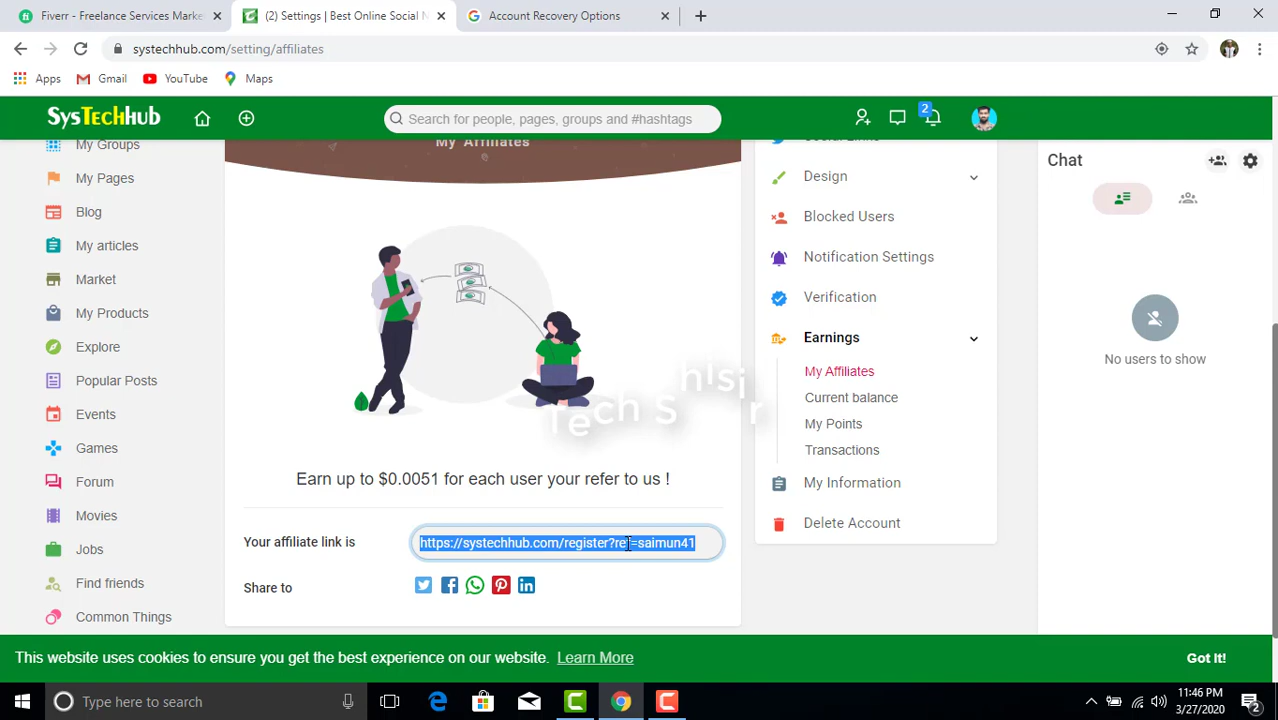 Fiverr - Freelance Services Marke
(2) Settings | Best Online Social N
Account Recovery Options
systechhub.com/setting/affiliates
Apps
Gmail
YouTube
Maps
SysTechhub
Search for people, pages, groups and #hashtags
2
My Groups
My Pages
Blog
My articles
Market
My Products
Explore
Popular Posts
Events
Games
Forum
Movies
Jobs
Find friends
Common Things
My Affiliates
Earn up to $0.0051 for each user your refer to us !
Your affiliate link is
https://systechhub.com/register?ref=saimun41
Share to
Social Links
Design
Blocked Users
Notification Settings
Verification
Earnings
My Affiliates
Current balance
My Points
Transactions
My Information
Delete Account
Chat
No users to show
This website uses cookies to ensure you get the best experience on our website. Learn More
Got It!
Type here to search
11:46 PM
3/27/2020
2